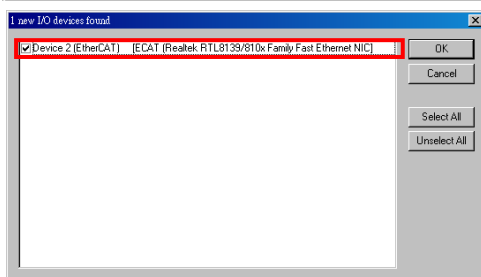 1 new I/O devices found
Device 2 (EtherCAT) [ECAT (Realtek RTL8139/810x Family Fast Ethernet NIC]
OK
Cancel
Select All
Unselect All